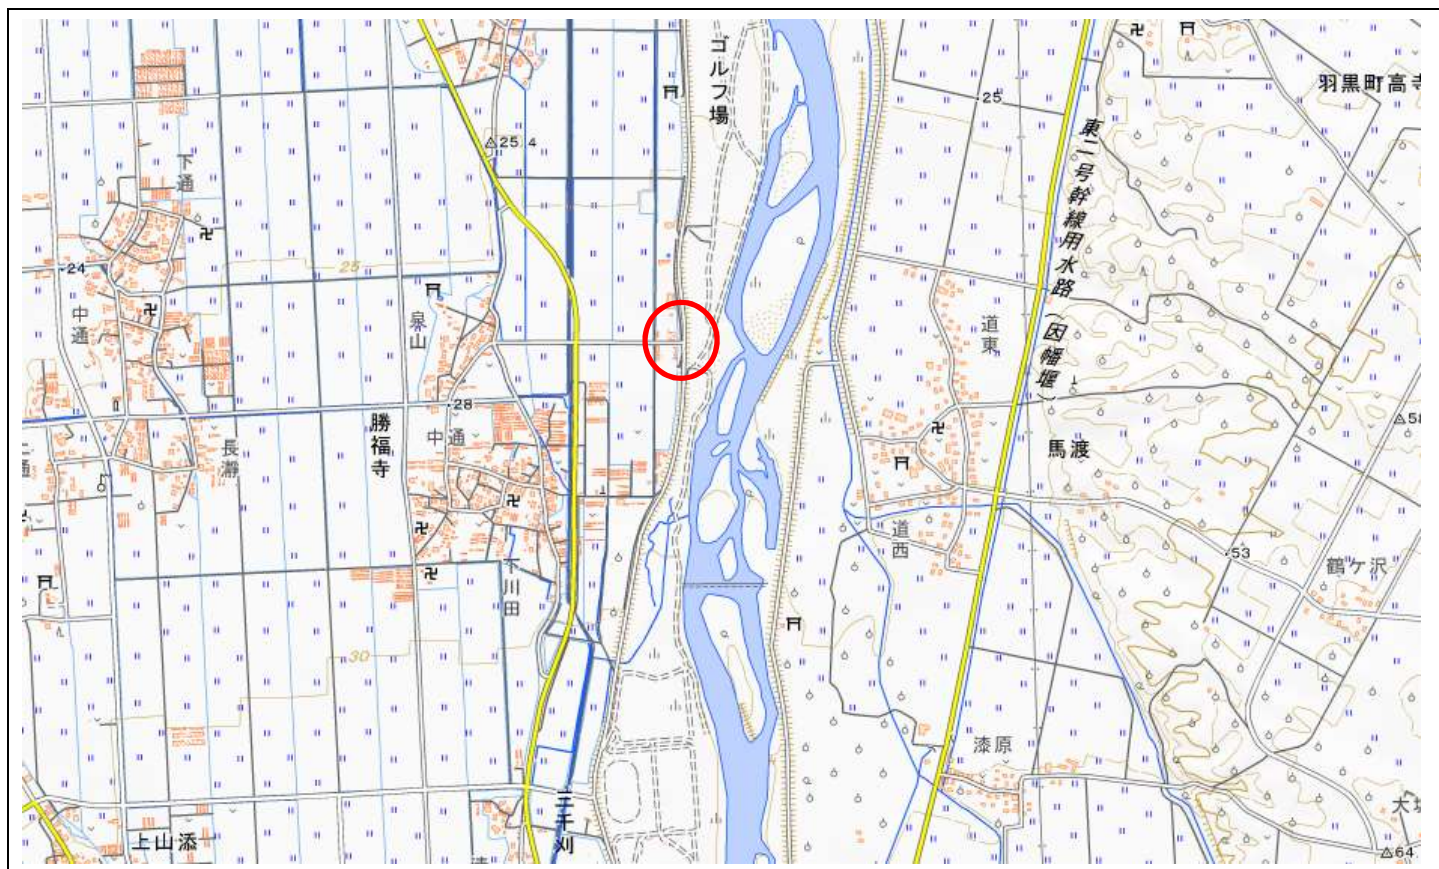 ゴルフ場
羽黒町高寺
25
東二号幹線用水路(因幡堰)
25.4
下通
24
25
中通
泉山
道東
58
28
中通
勝福寺
長瀞
馬渡
道西
53
鶴ケ沢
下川田
30
漆原
三千刈
上山添
64